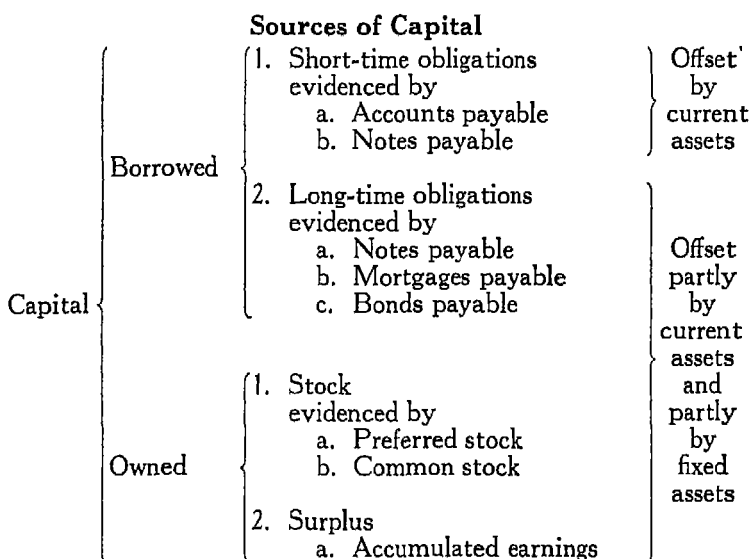 Sources of Capital
1. Short-time obligations
evidenced by
a. Accounts payable
b. Notes payable
Offset'
by
current
assets
Borrowed
2. Long-time obligations
evidenced by
a. Notes payable
b. Mortgages payable
c. Bonds payable
Capital
Offset
partly
by
current
assets
and
partly
by
fixed
assets
1. Stock
evidenced by
a. Preferred stock
b. Common stock
Owned
2. Surplus
a. Accumulated earnings